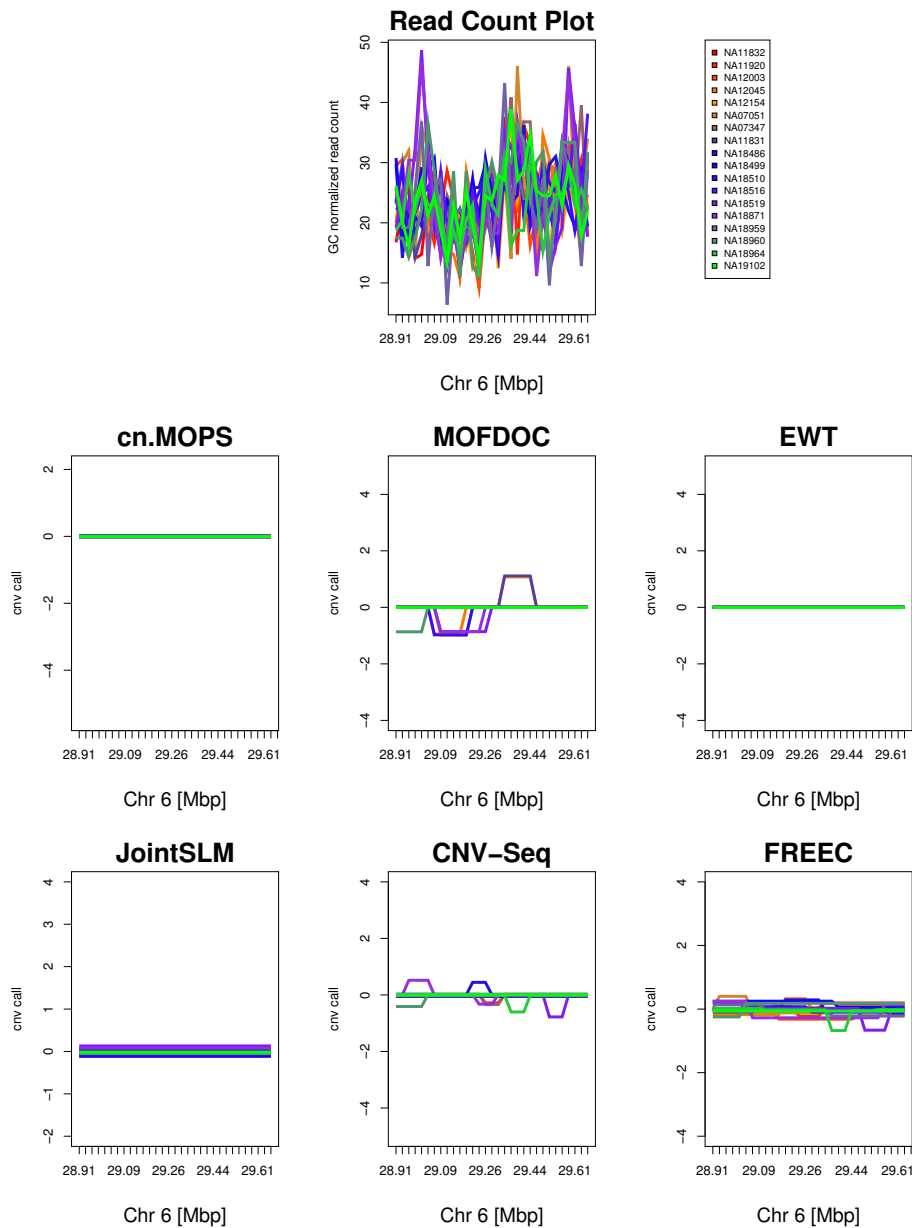 Read Count Plot
GC normalized read count
50
40
30
20
10
28.91 29.09 29.26 29.44 29.61
Chr 6 [Mbp]
NA11832
NA11920
NA12003
NA12045
NA12154
NA07051
NA07347
NA11831
NA18486
NA18499
NA18510
NA18516
NA18519
NA18871
NA18959
NA18960
NA18964
NA19102
cn.MOPS
cnv call
2
0
−2
−4
28.91 29.09 29.26 29.44 29.61
Chr 6 [Mbp]
MOFDOC
cnv call
4
2
0
−2
−4
28.91 29.09 29.26 29.44 29.61
Chr 6 [Mbp]
EWT
cnv call
4
2
0
−2
−4
28.91 29.09 29.26 29.44 29.61
Chr 6 [Mbp]
JointSLM
cnv call
4
3
2
1
0
−1
−2
28.91 29.09 29.26 29.44 29.61
Chr 6 [Mbp]
CNV−Seq
cnv call
4
2
0
−2
−4
28.91 29.09 29.26 29.44 29.61
Chr 6 [Mbp]
FREEC
cnv call
4
2
0
−2
−4
28.91 29.09 29.26 29.44 29.61
Chr 6 [Mbp]